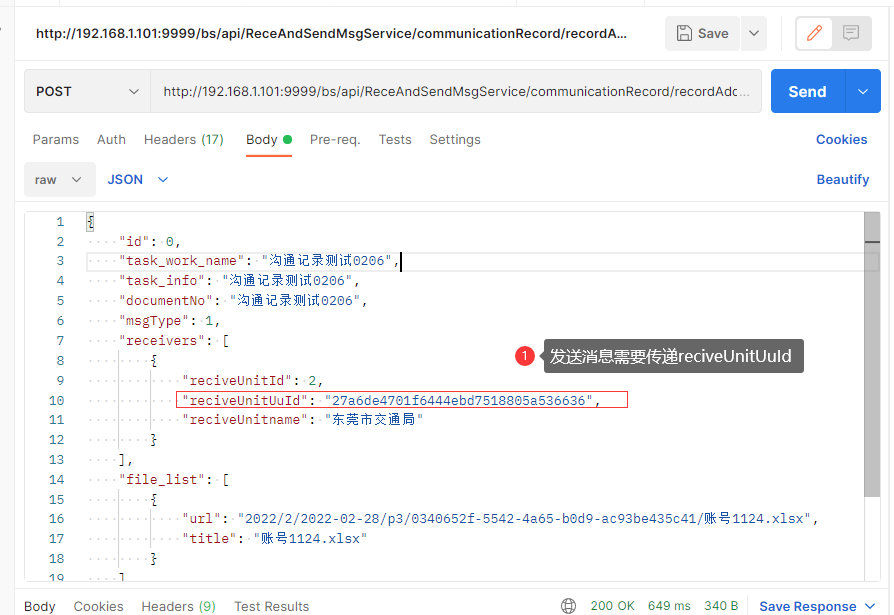 http://192.168.1.101:9999/bs/api/ReceAndSendMsgService/communicationRecord/recordA... Save
POST http://192.168.1.101:9999/bs/api/ReceAndSendMsgService/communicationRecord/recordAdc... Send
Params Auth Headers (17) Body Pre-req. Tests Settings Cookies
raw JSON Beautify
1 {
2 "id": 0,
3 "task_work_name": "沟通记录测试0206",
4 "task_info": "沟通记录测试0206",
5 "documentNo": "沟通记录测试0206",
6 "msgType": 1,
7 "receivers": [
8 {
1 发送消息需要传递reciveUnitUuId
9 "reciveUnitId": 2,
10 "reciveUnitUuId": "27a6de4701f6444ebd7518805a536636",
11 "reciveUnitname": "东莞市交通局"
12 }
13 ],
14 "file_list": [
15 {
16 "url": "2022/2/2022-02-28/p3/0340652f-5542-4a65-b0d9-ac93be435c41/账号1124.xlsx",
17 "title": "账号1124.xlsx"
18 }
19 ]
Body Cookies Headers (9) Test Results 200 OK 649 ms 340 B Save Response